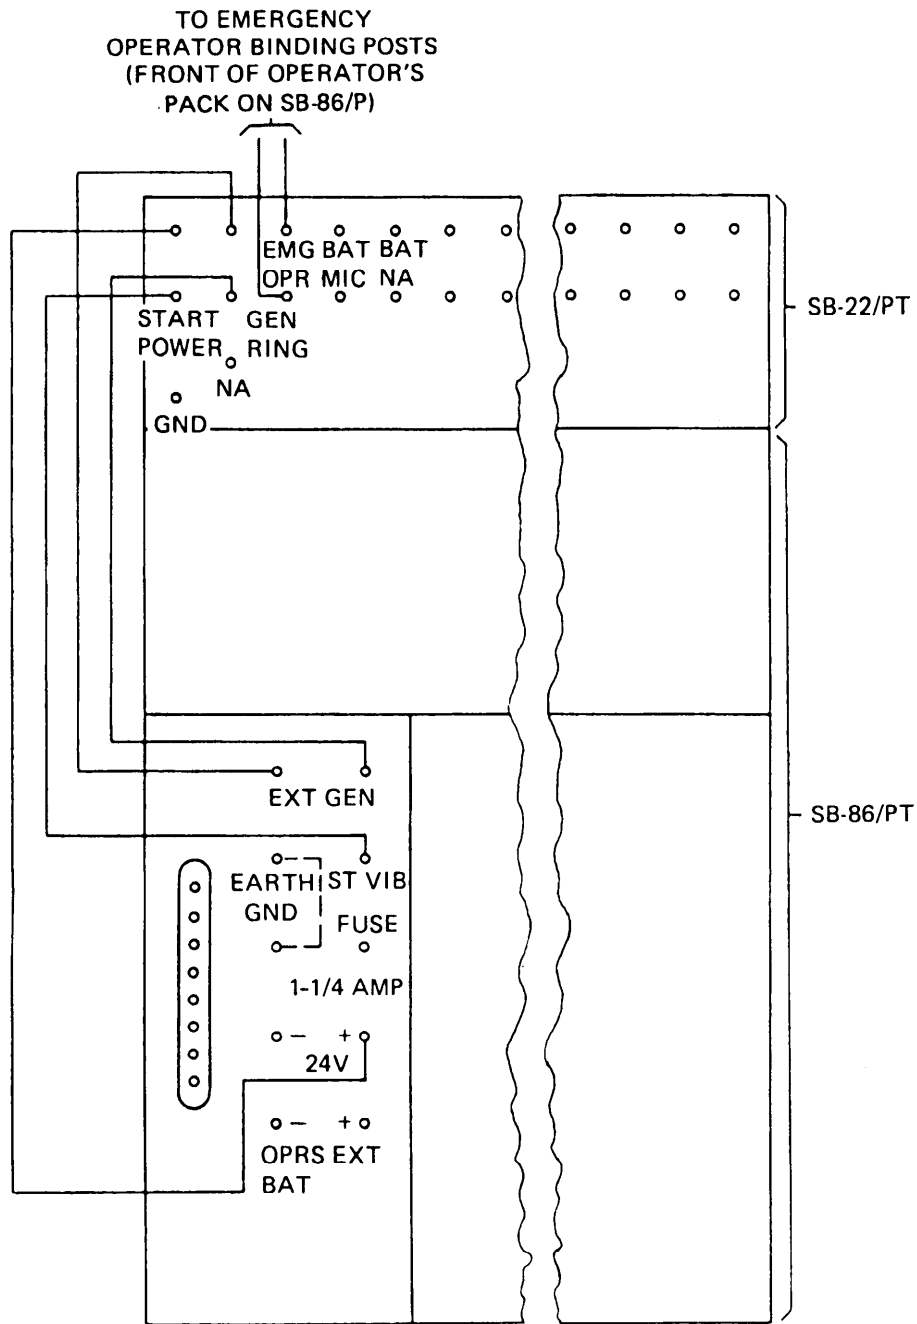 TO EMERGENCY
OPERATOR BINDING POSTS
(FRONT OF OPERATOR'S
PACK ON SB-86/P)
EMG BAT BAT
OPR MIC NA
START GEN
POWER RING
NA
GND
SB-22/PT
EXT GEN
SB-86/PT
EARTH ST VIB
GND FUSE
1-1/4 AMP
– +
24V
– +
OPRS EXT
BAT